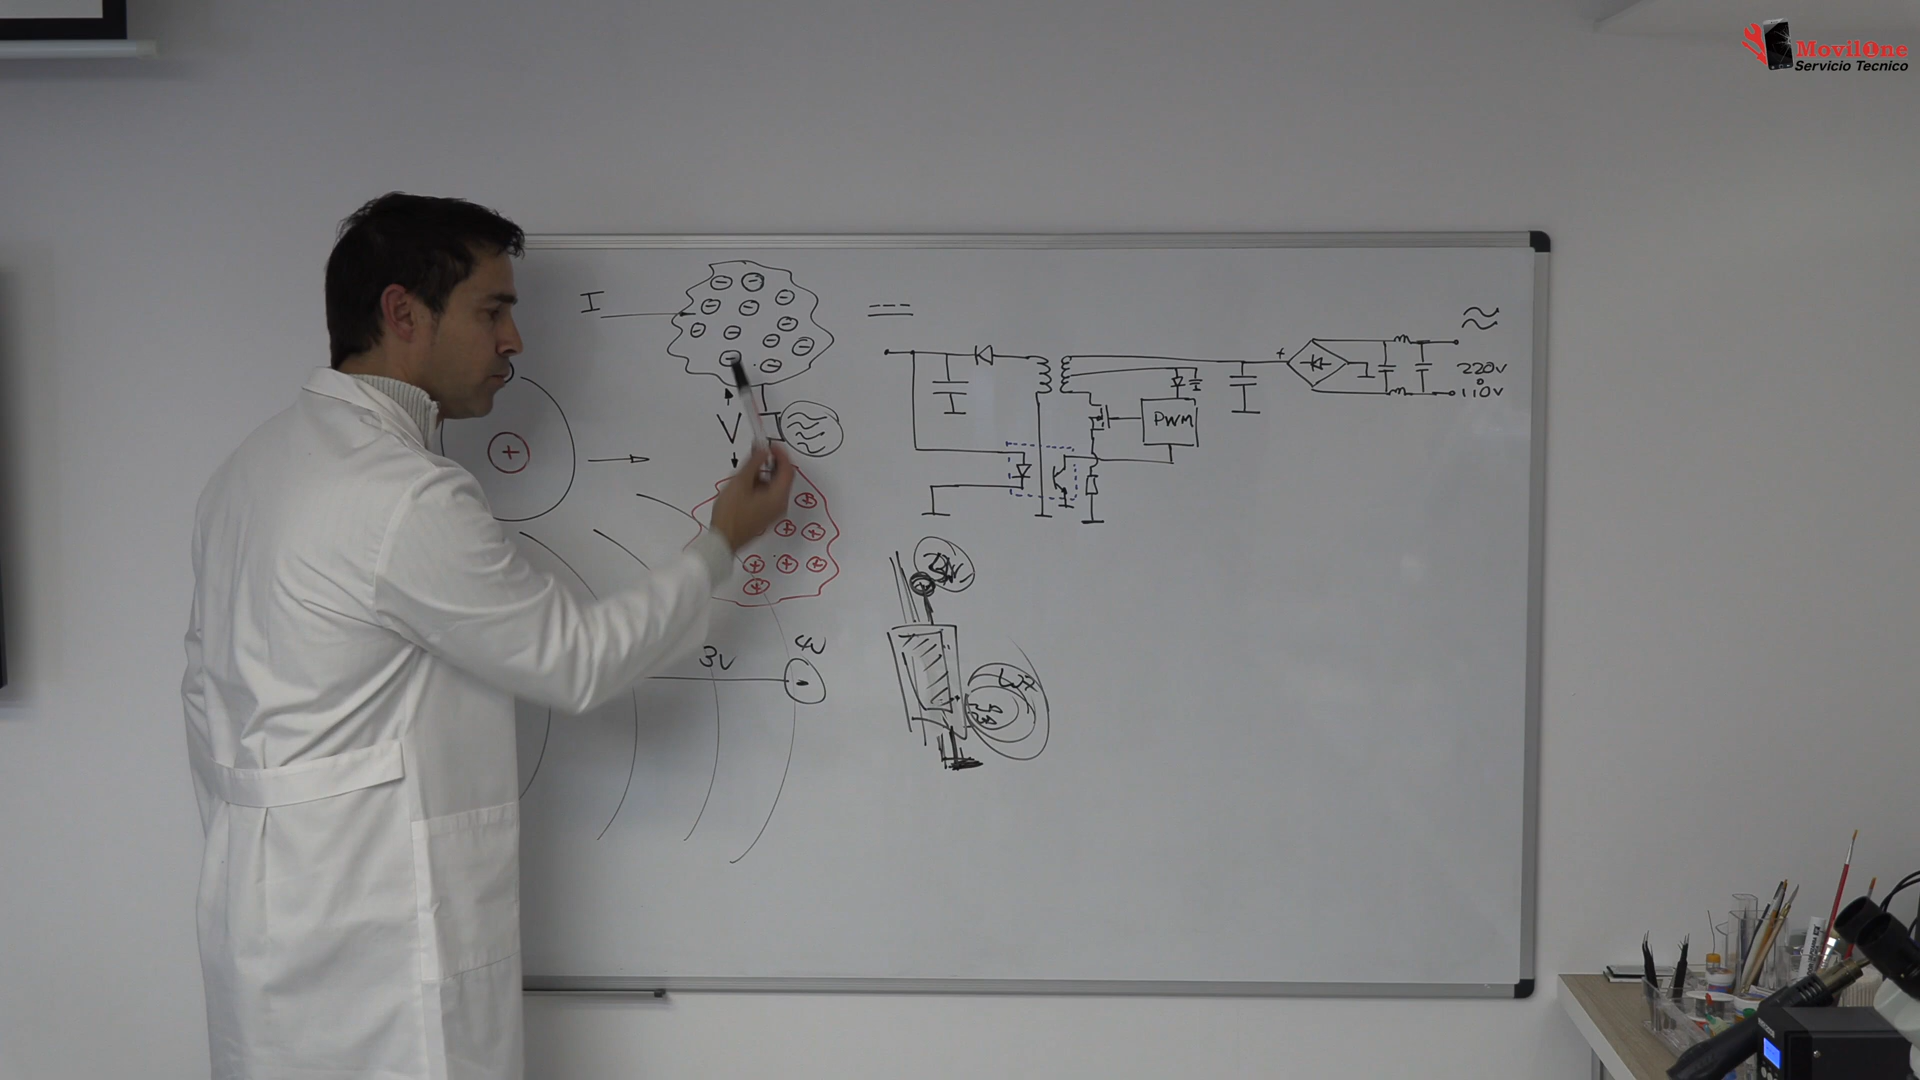 MovilOne
Servicio Tecnico
I
V
3V
4V
+
PWM
220V
o
110V